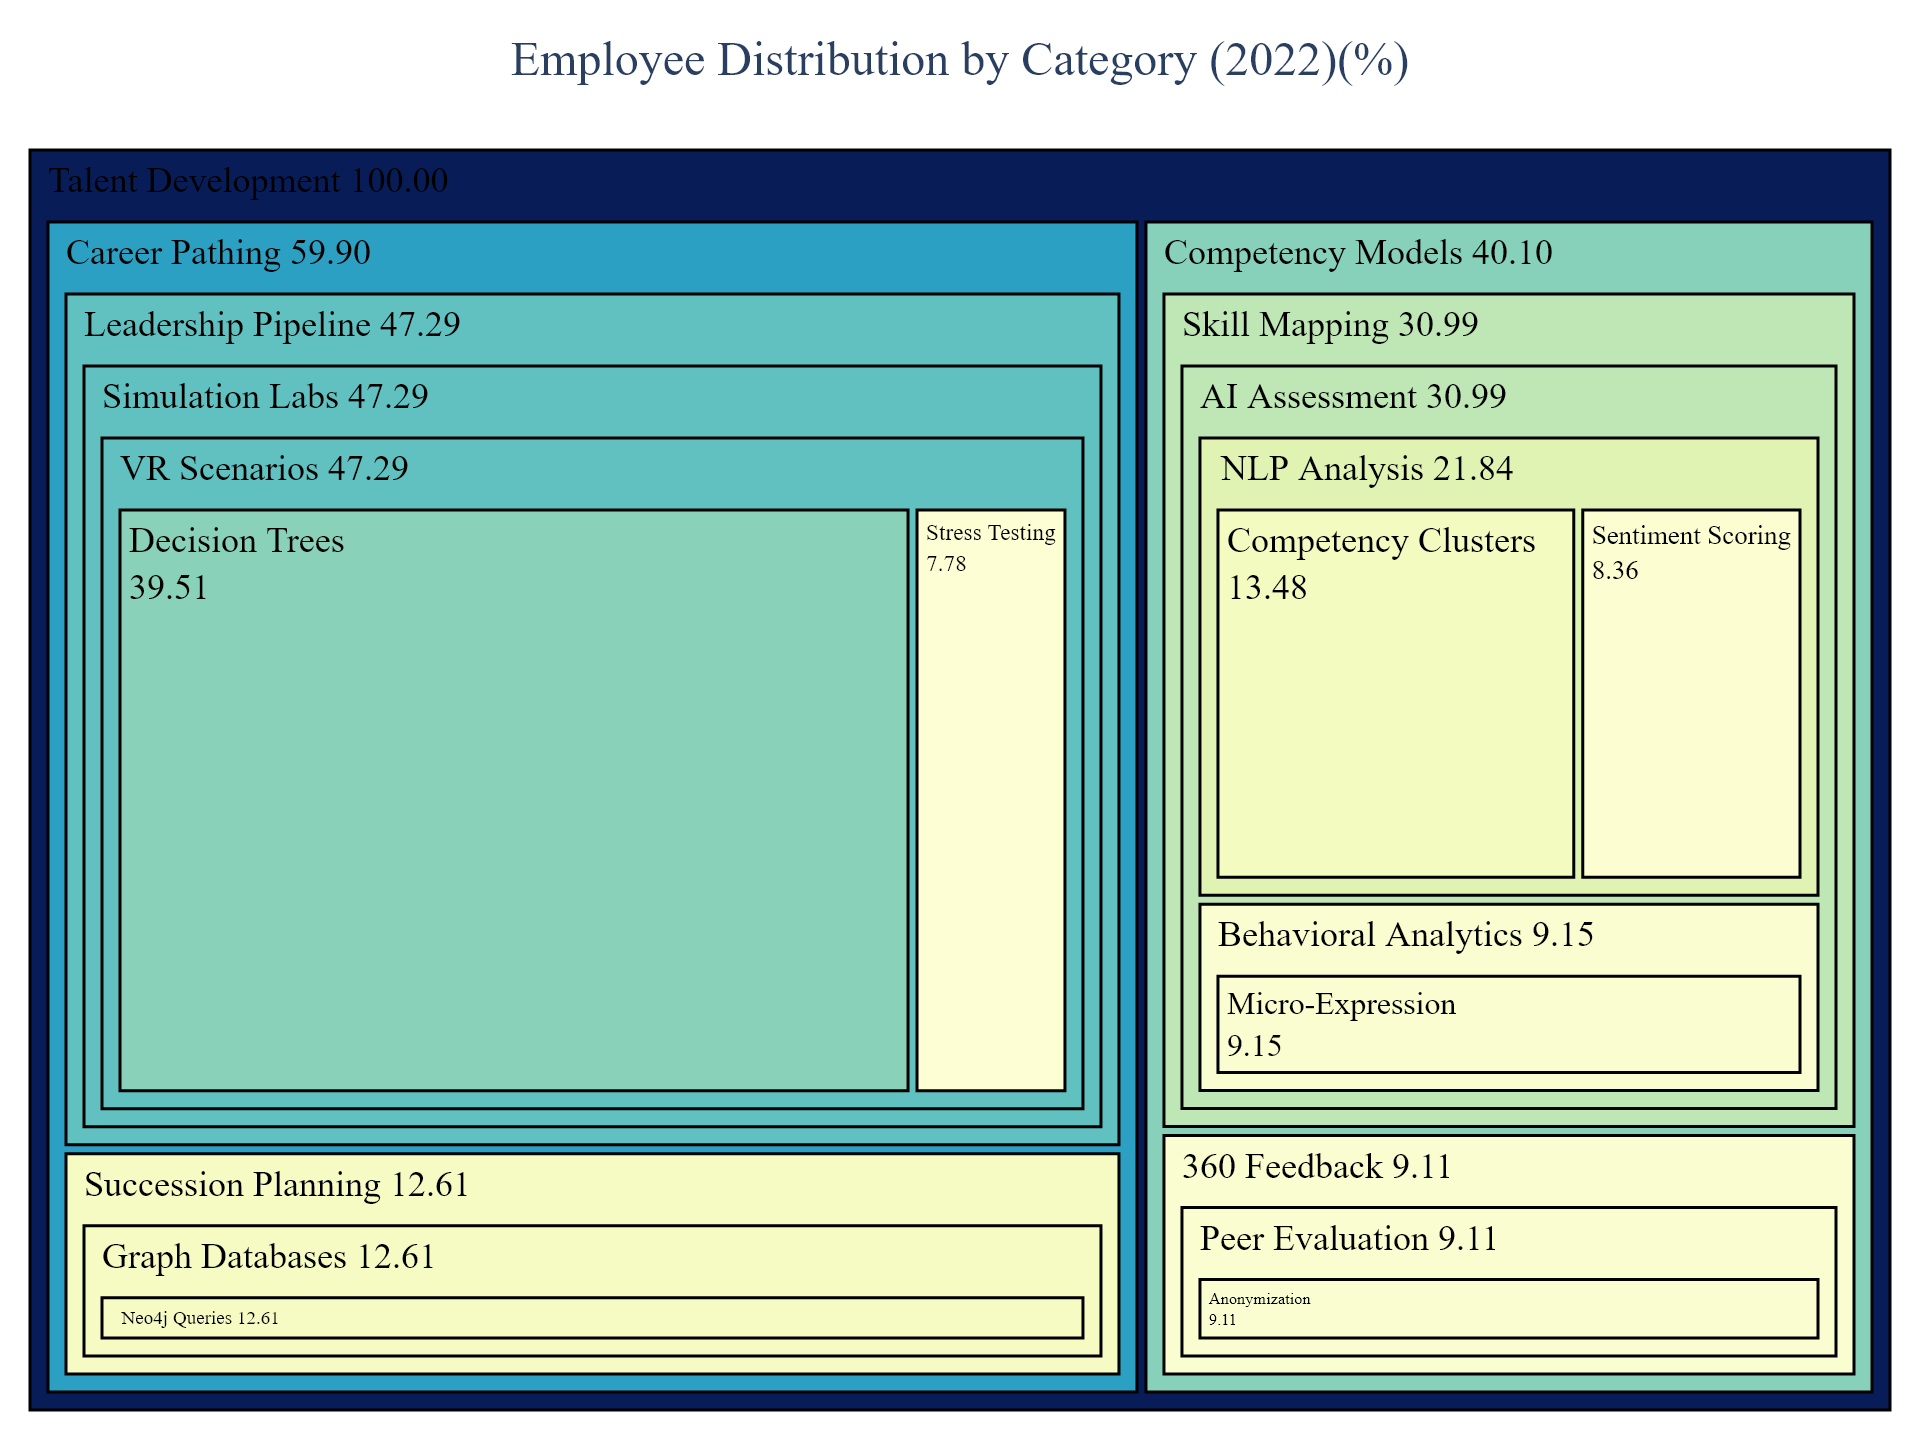 Employee Distribution by Category (2022)(%)
Talent Development 100.00
Career Pathing 59.90
Leadership Pipeline 47.29
Simulation Labs 47.29
VR Scenarios 47.29
Decision Trees
39.51
Stress Testing
7.78
Succession Planning 12.61
Graph Databases 12.61
Neo4j Queries 12.61
Competency Models 40.10
Skill Mapping 30.99
AI Assessment 30.99
NLP Analysis 21.84
Competency Clusters
13.48
Sentiment Scoring
8.36
Behavioral Analytics 9.15
Micro-Expression
9.15
360 Feedback 9.11
Peer Evaluation 9.11
Anonymization
9.11